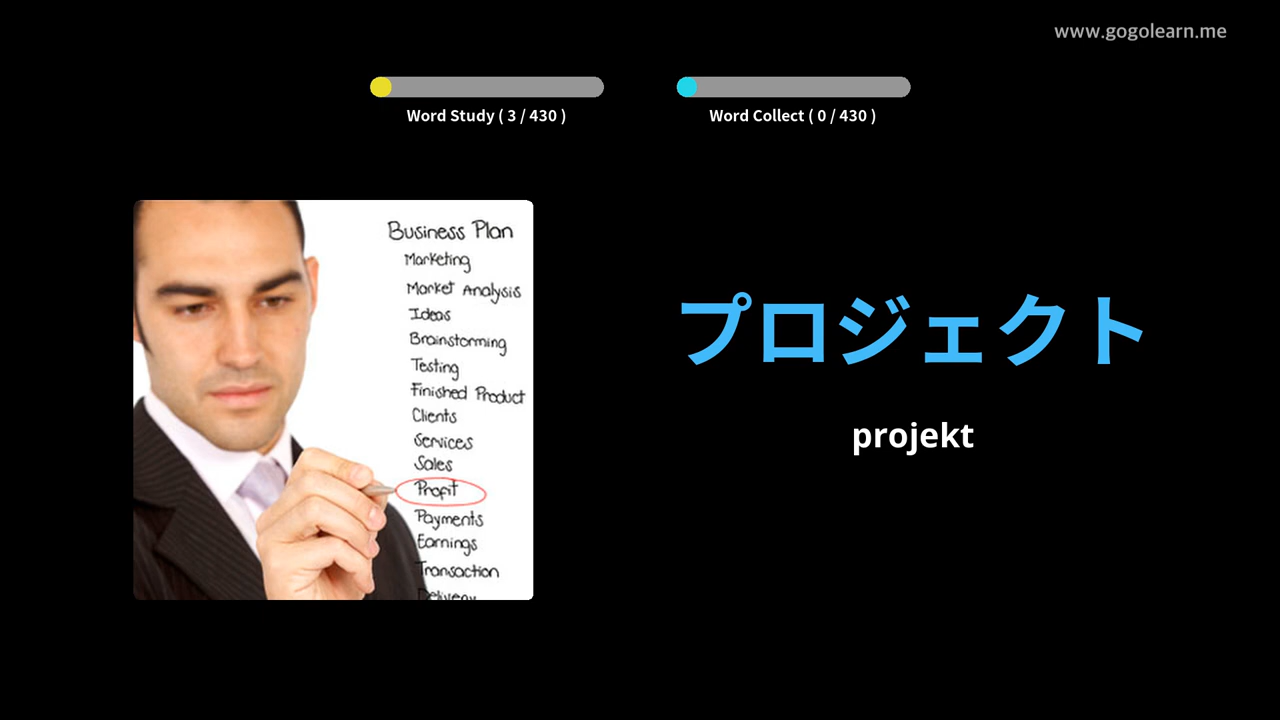 www.gogolearn.me
Word Study ( 3 / 430 )
Word Collect ( 0 / 430 )
Business Plan
Marketing
Market Analysis
Ideas
Brainstorming
Testing
Finished Product
Clients
Services
Sales
Profit
Payments
Earnings
Transaction
Delivery
プロジェクト
projekt